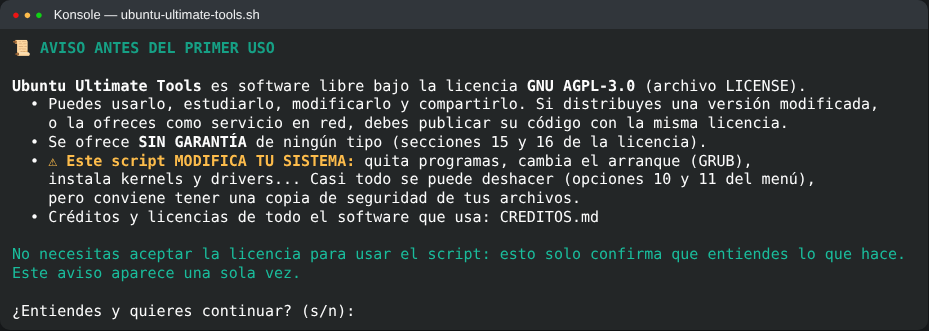 Konsole — ubuntu-ultimate-tools.sh
📜 AVISO ANTES DEL PRIMER USO
Ubuntu Ultimate Tools es software libre bajo la licencia GNU AGPL-3.0 (archivo LICENSE).
• Puedes usarlo, estudiarlo, modificarlo y compartirlo. Si distribuyes una versión modificada,
o la ofreces como servicio en red, debes publicar su código con la misma licencia.
• Se ofrece SIN GARANTÍA de ningún tipo (secciones 15 y 16 de la licencia).
• ⚠ Este script MODIFICA TU SISTEMA: quita programas, cambia el arranque (GRUB),
instala kernels y drivers... Casi todo se puede deshacer (opciones 10 y 11 del menú),
pero conviene tener una copia de seguridad de tus archivos.
• Créditos y licencias de todo el software que usa: CREDITOS.md
No necesitas aceptar la licencia para usar el script: esto solo confirma que entiendes lo que hace.
Este aviso aparece una sola vez.
¿Entiendes y quieres continuar? (s/n):